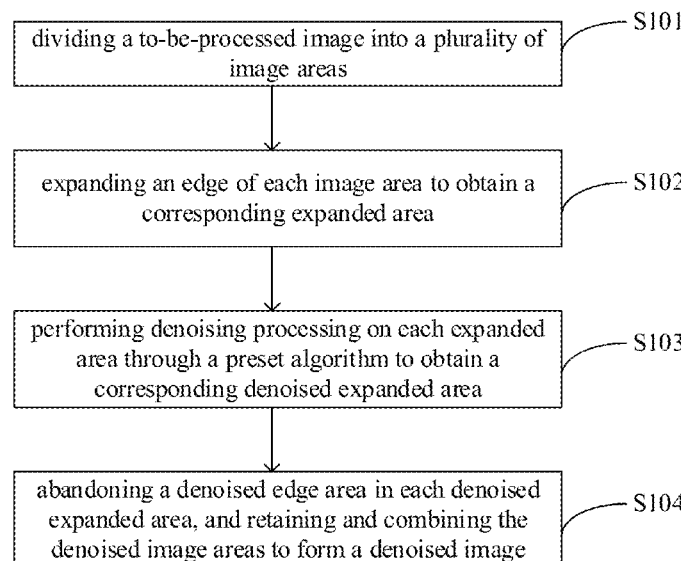 dividing a to-be-processed image into a plurality of
image areas
S101
expanding an edge of each image area to obtain a
corresponding expanded area
S102
performing denoising processing on each expanded
area through a preset algorithm to obtain a
corresponding denoised expanded area
S103
abandoning a denoised edge area in each denoised
expanded area, and retaining and combining the
denoised image areas to form a denoised image
S104